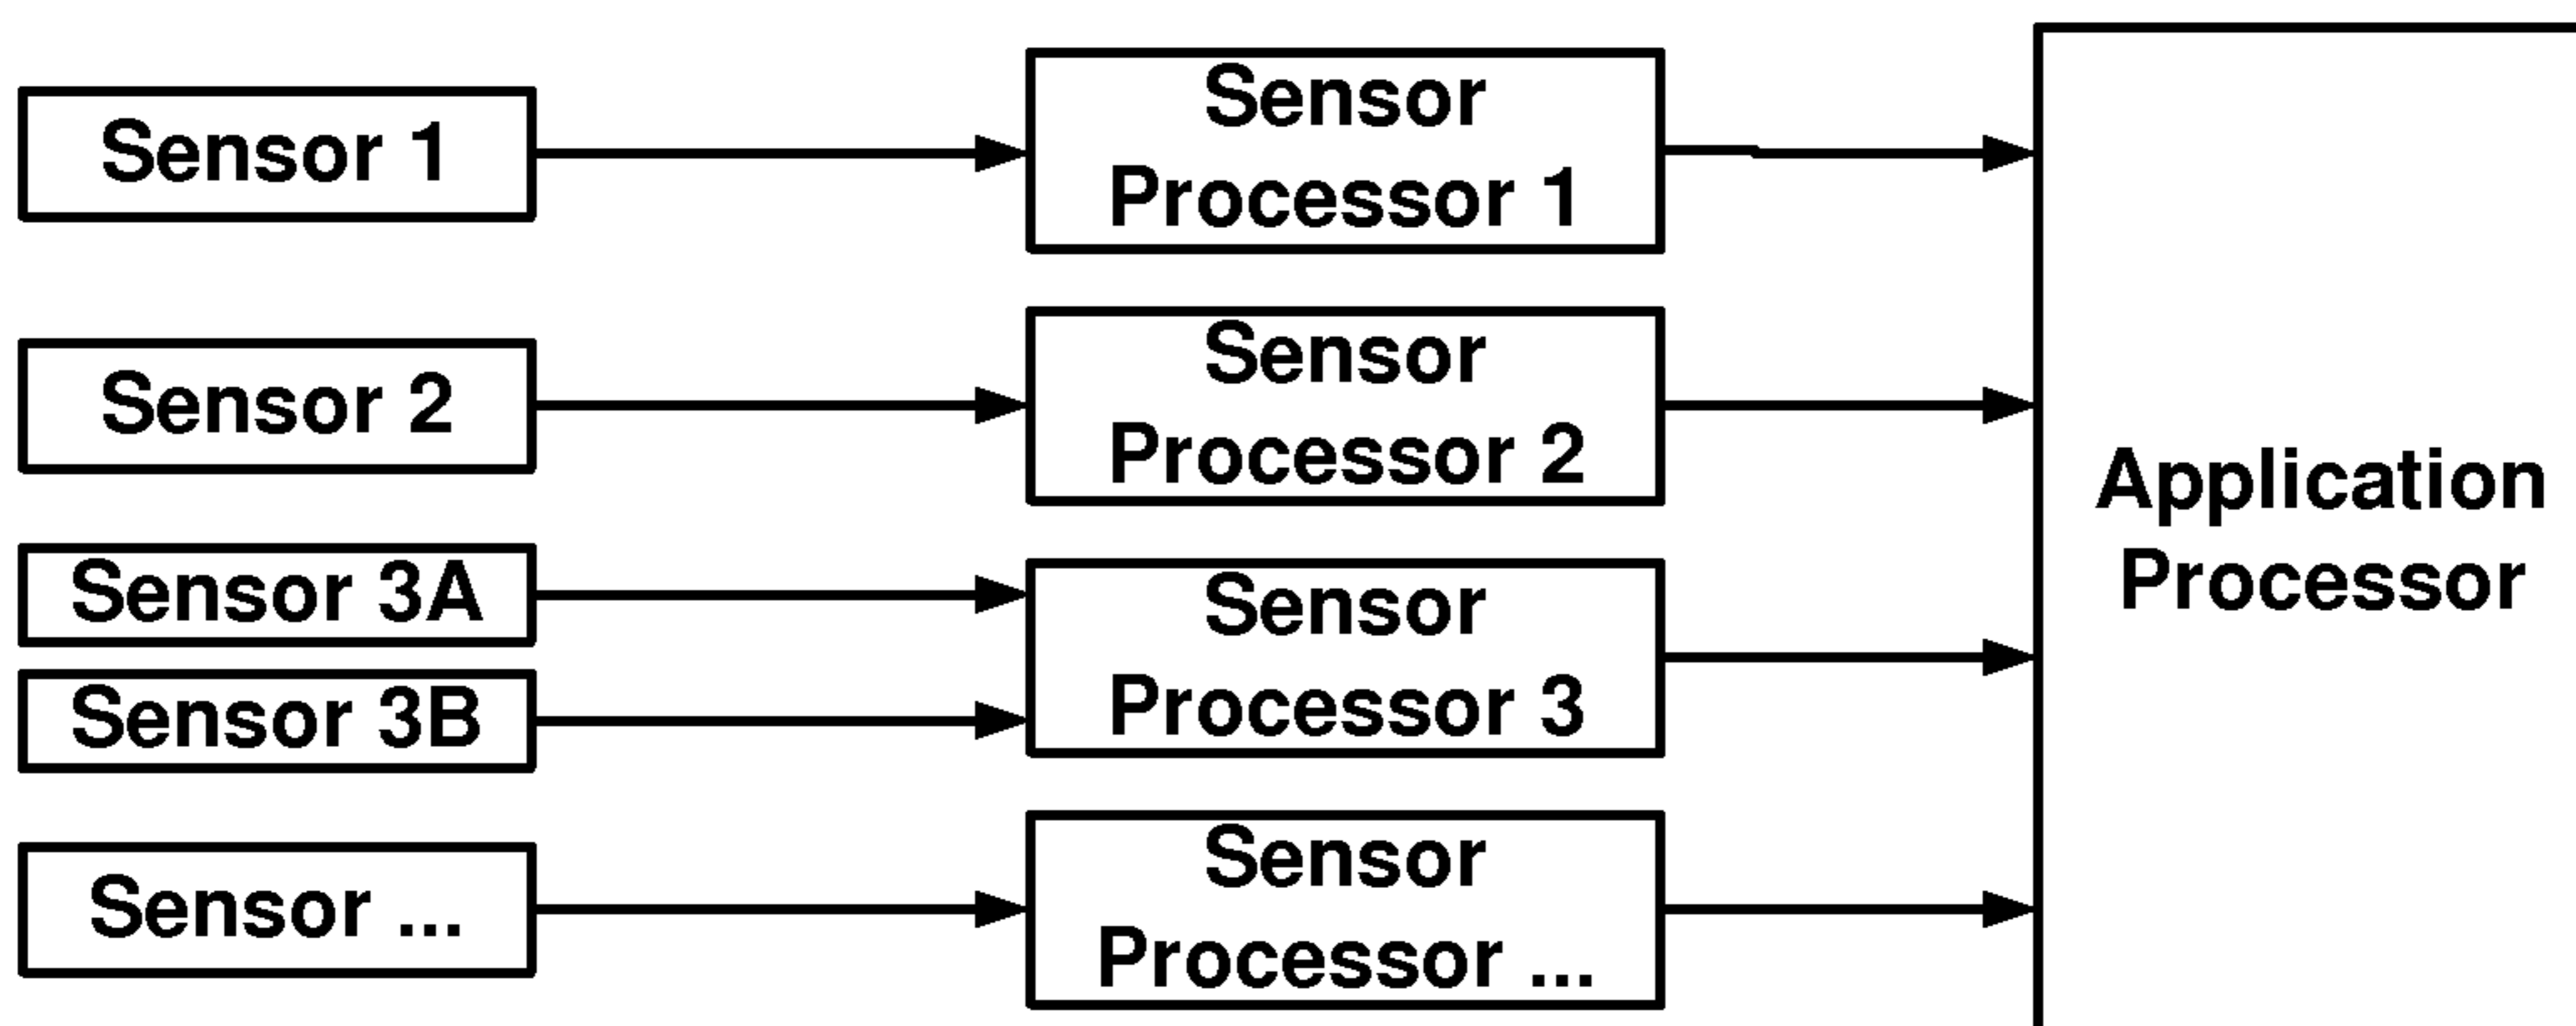 Sensor 1
Sensor
Processor 1
Sensor 2
Sensor
Processor 2
Sensor 3A
Sensor 3B
Sensor
Processor 3
Sensor ...
Sensor
Processor ...
Application
Processor